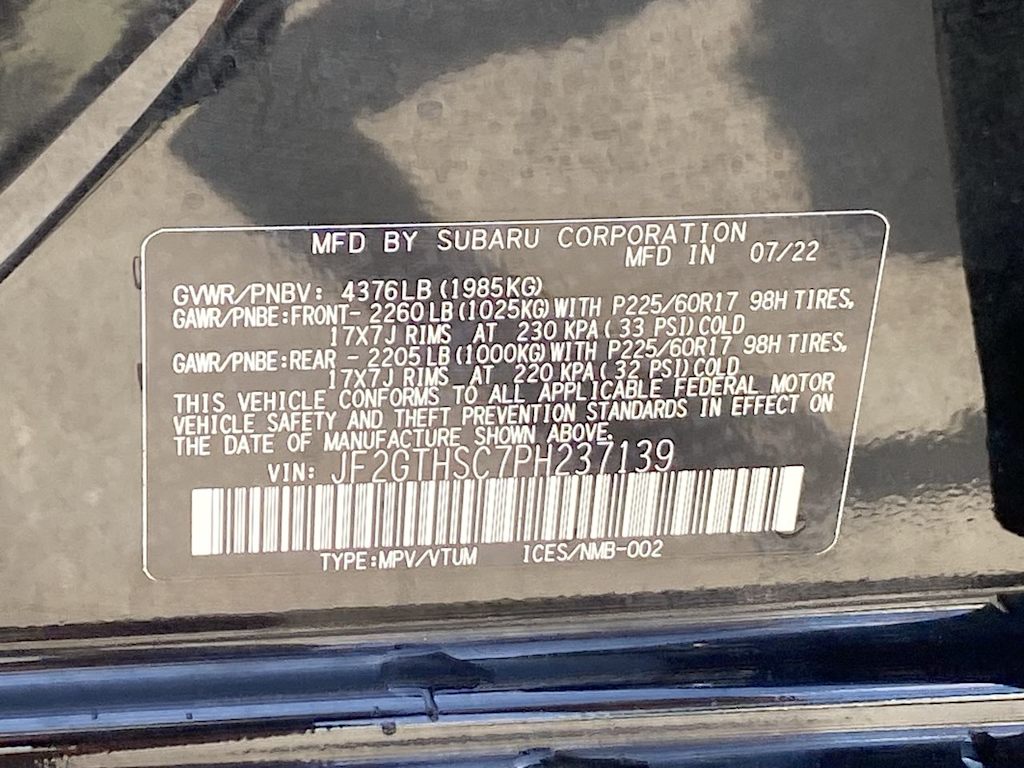 MFD BY SUBARU CORPORATION
MFD IN 07/22
GVWR/PNBV: 4376LB (1985KG)
GAWR/PNBE:FRONT- 2260LB (1025KG) WITH P225/60R17 98H TIRES,
17X7J RIMS AT 230 KPA (33 PSI) COLD
GAWR/PNBE:REAR - 2205LB (1000KG) WITH P225/60R17 98H TIRES,
17X7J RIMS AT 220 KPA (32 PSI) COLD
THIS VEHICLE CONFORMS TO ALL APPLICABLE FEDERAL MOTOR
VEHICLE SAFETY AND THEFT PREVENTION STANDARDS IN EFFECT ON
THE DATE OF MANUFACTURE SHOWN ABOVE.
VIN: JF2GTHSC7PH237139
TYPE:MPV/VTUM ICES/NMB-002